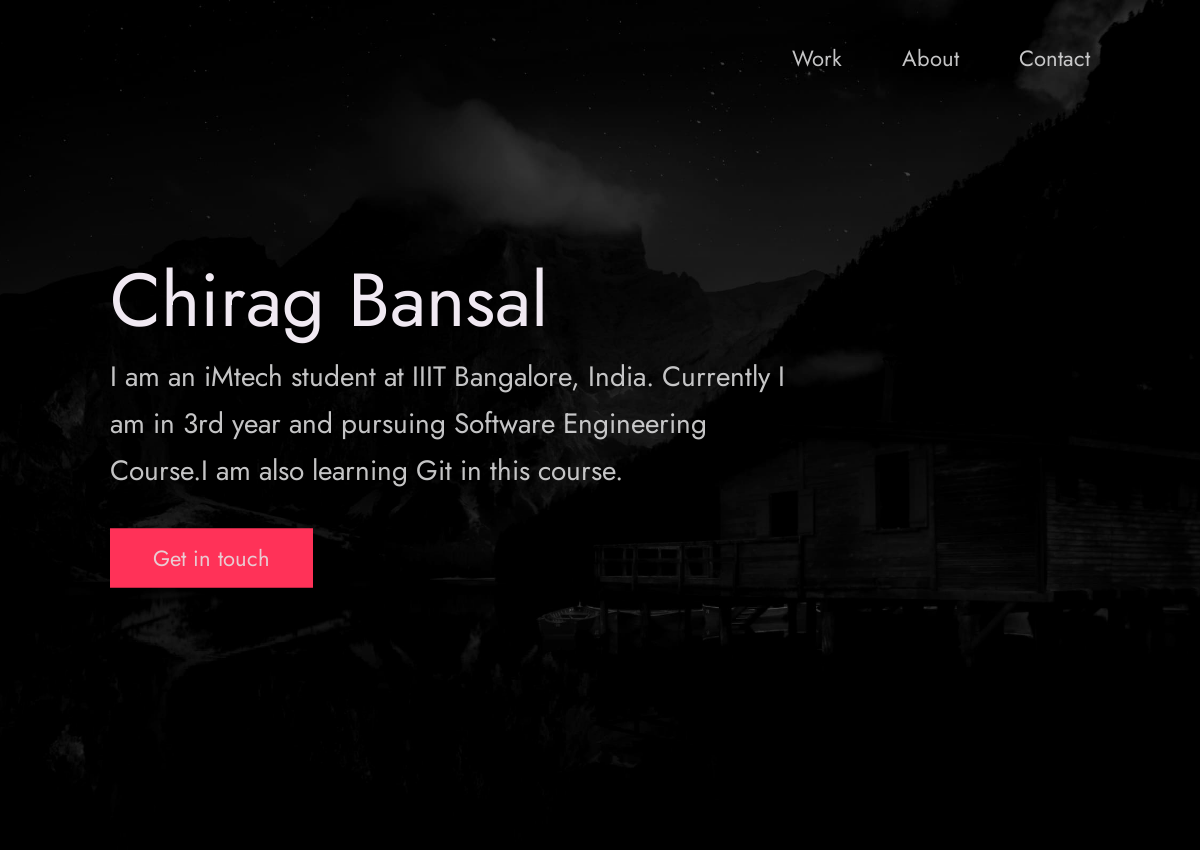 Work About Contact
Chirag Bansal
I am an iMtech student at IIIT Bangalore, India. Currently I
am in 3rd year and pursuing Software Engineering
Course.I am also learning Git in this course.
Get in touch